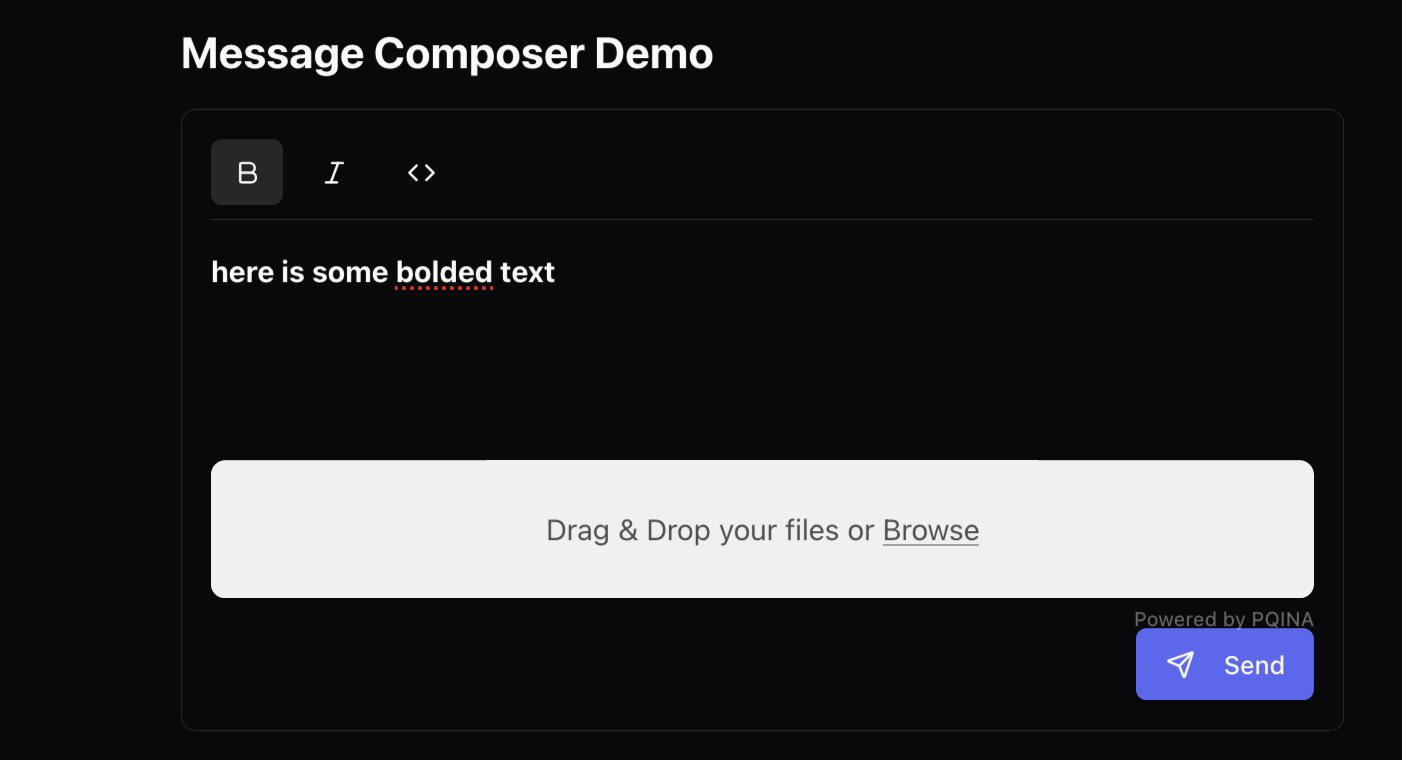 Message Composer Demo
B I <>
here is some bolded text
Drag & Drop your files or Browse
Powered by PQINA
Send